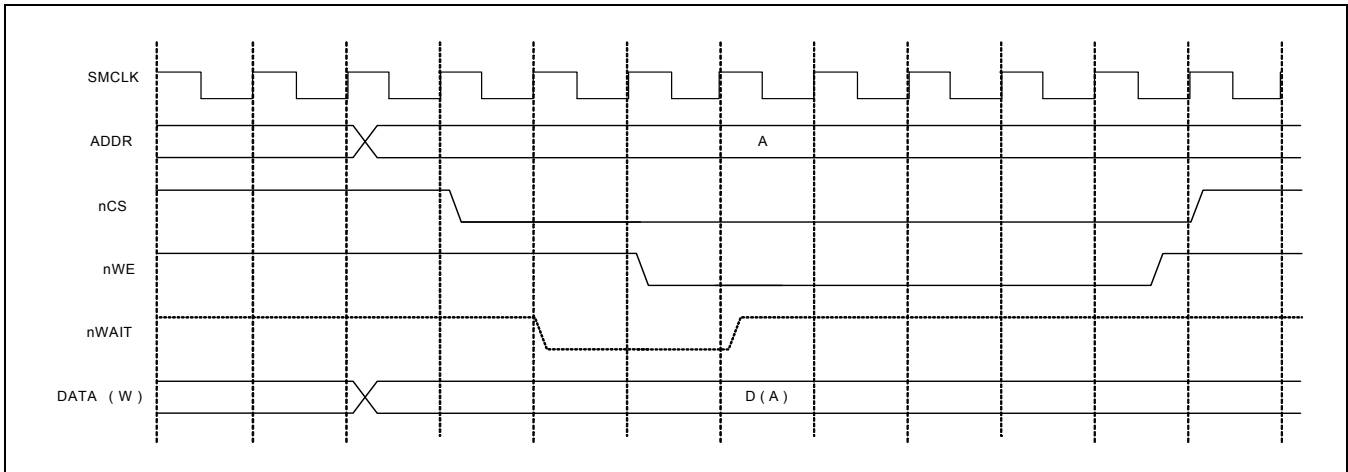 SMCLK
ADDR A
nCS
nWE
nWAIT
DATA (W) D(A)